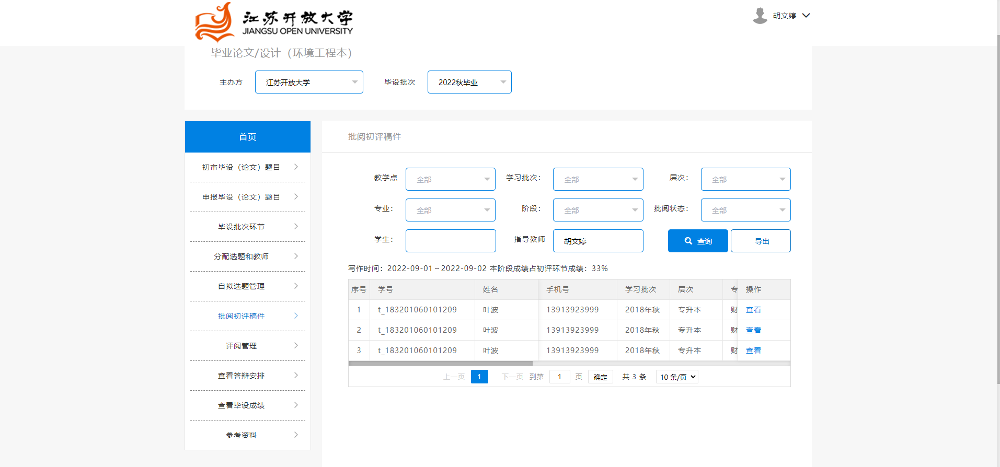 江苏开放大学
JIANGSU OPEN UNIVERSITY
胡文婷
毕业论文/设计（环境工程本）
主办方 江苏开放大学 毕设批次 2022秋毕业
首页
初审毕设（论文）题目
申报毕设（论文）题目
毕设批次环节
分配选题和教师
自拟选题管理
批阅初评稿件
评阅管理
查看答辩安排
查看毕设成绩
参考资料
批阅初评稿件
教学点 全部 学习批次： 全部 层次： 全部
专业： 全部 阶段： 全部 批阅状态： 全部
学生： 指导教师 胡文婷 查询 导出
写作时间：2022-09-01 ~ 2022-09-02 本阶段成绩占初评环节成绩：33%
序号 学号 姓名 手机号 学习批次 层次 专 操作
1 t_183201060101209 叶波 13913923999 2018年秋 专升本 财 查看
2 t_183201060101209 叶波 13913923999 2018年秋 专升本 财 查看
3 t_183201060101209 叶波 13913923999 2018年秋 专升本 财 查看
上一页 1 下一页 到第 1 页 确定 共 3 条 10 条/页